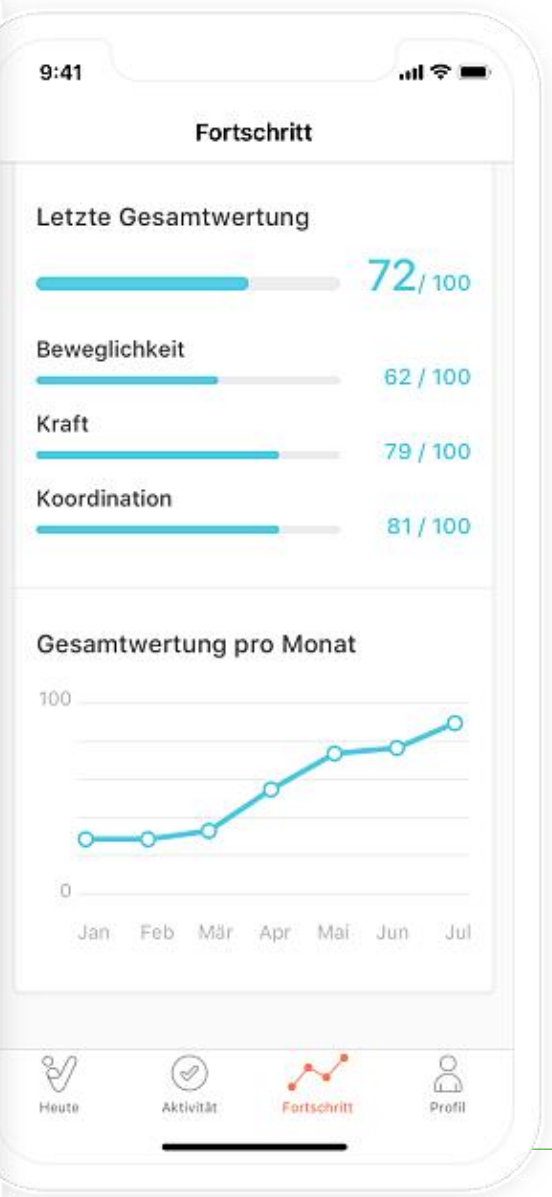 9:41
Fortschritt
Letzte Gesamtwertung
72/ 100
Beweglichkeit
62 / 100
Kraft
79 / 100
Koordination
81 / 100
Gesamtwertung pro Monat
100
0
Jan Feb Mär Apr Mai Jun Jul
Heute Aktivität Fortschritt Profil